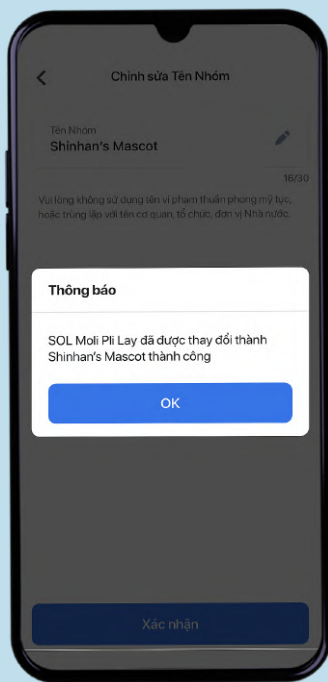 Chỉnh sửa Tên Nhóm
Tên Nhóm
Shinhan's Mascot
16/30
Vui lòng không sử dụng tên vi phạm thuần phong mỹ tục,
hoặc trùng lặp với tên cơ quan, tổ chức, đơn vị Nhà nước.
Thông báo
SOL Moli Pli Lay đã được thay đổi thành
Shinhan's Mascot thành công
OK
Xác nhận